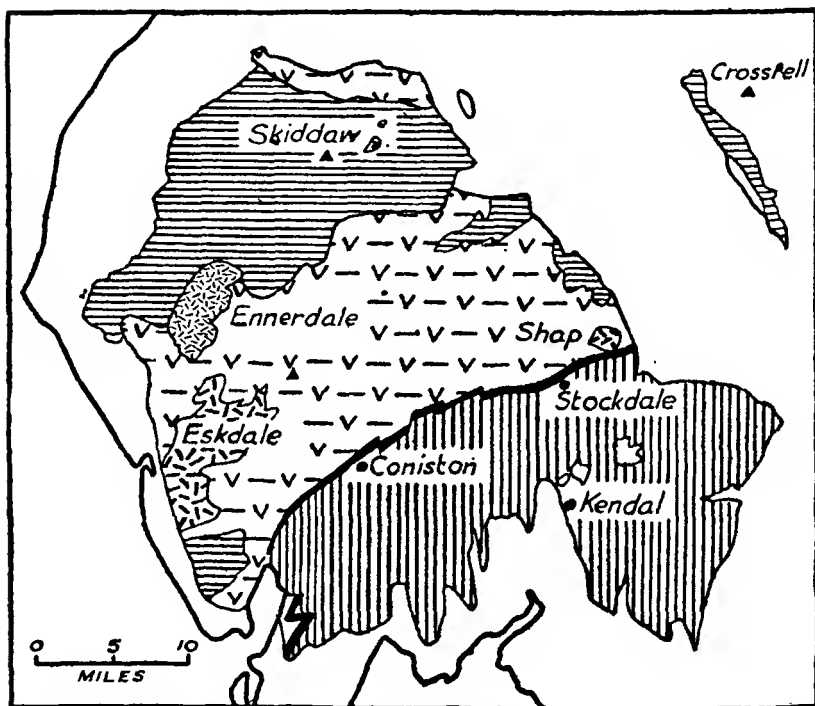 Crossfell
Skiddaw
Ennerdale
Shap
Stockdale
Eskdale
Coniston
Kendal
0 5 10
MILES